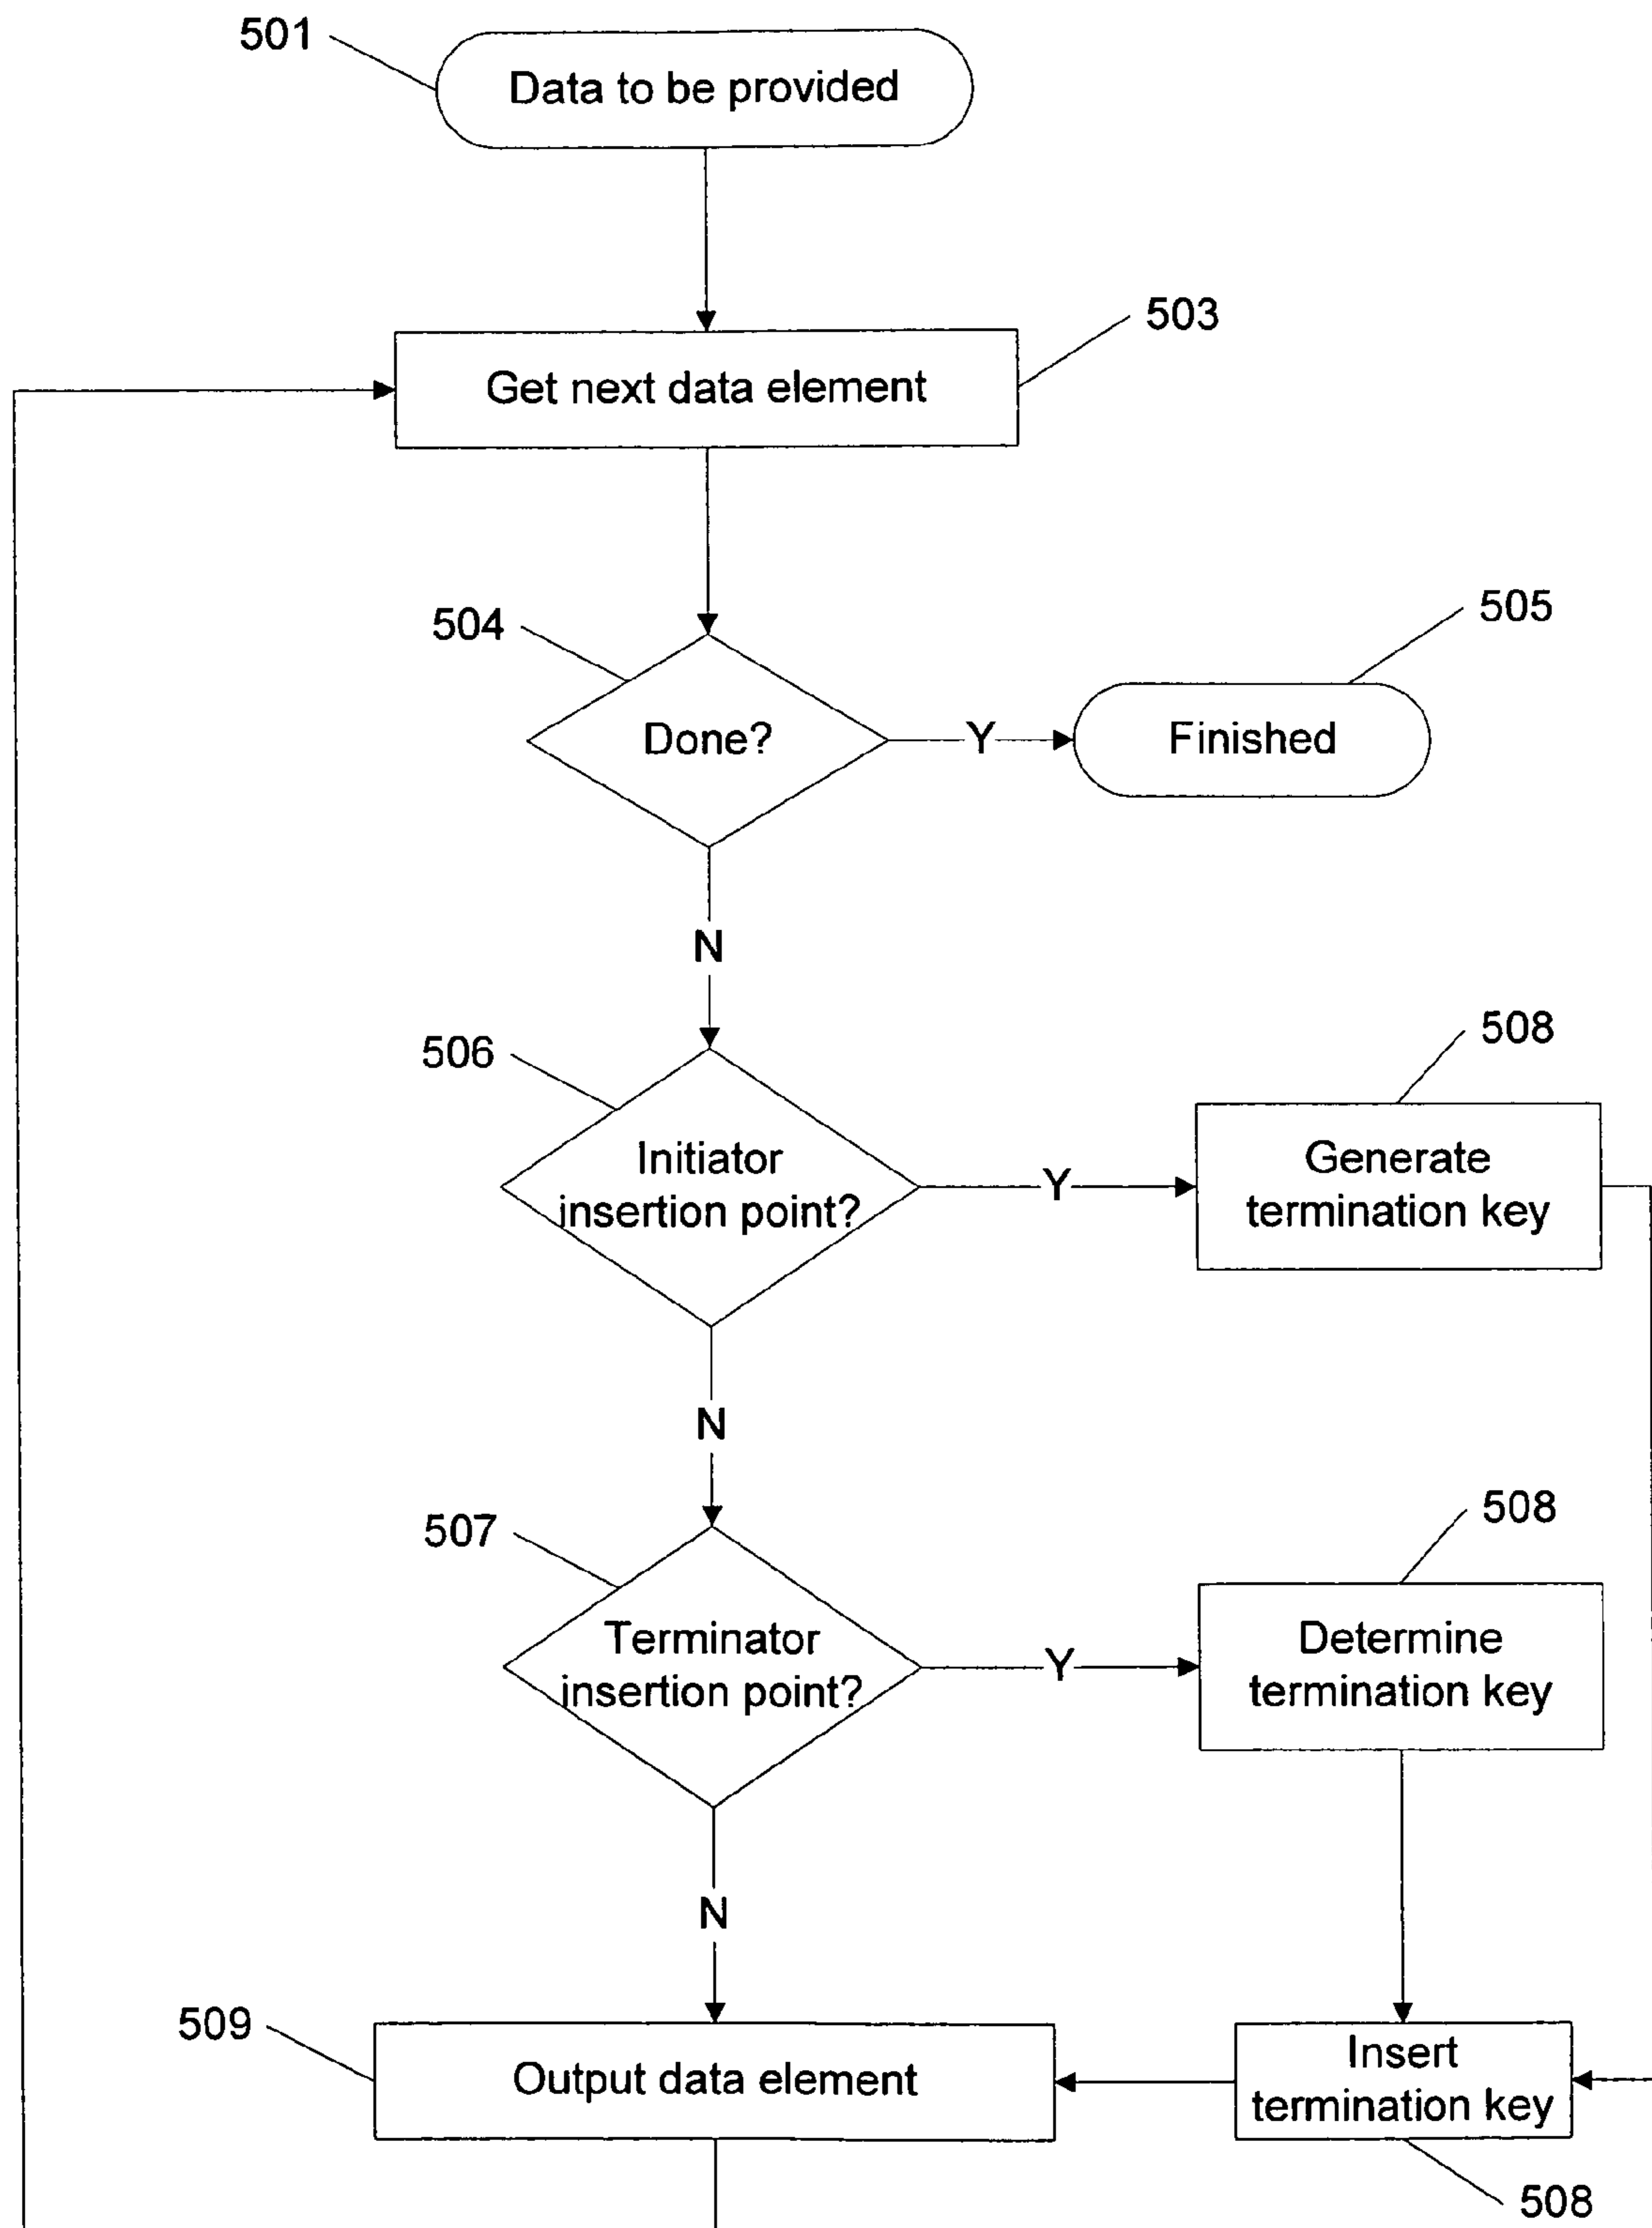 501
Data to be provided
503
Get next data element
504
505
Done?
Y
Finished
N
506
508
Initiator
insertion point?
Y
Generate
termination key
N
507
508
Terminator
insertion point?
Y
Determine
termination key
N
509
Output data element
Insert
termination key
508